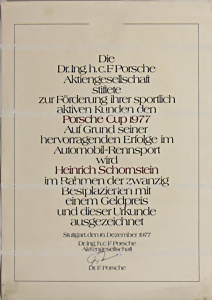 Die
Dr.Ing.h.c.F Porsche
Aktiengesellschaft
stiftete
zur Förderung ihrer sportlich
aktiven Kunden den
Porsche Cup 1977
Auf Grund seiner
hervorragenden Erfolge im
Automobil-Rennsport
wird
Heinrich Schornstein
im Rahmen der zwanzig
Bestplazierten mit
einem Geldpreis
und dieser Urkunde
ausgezeichnet
Stuttgart, den 16. Dezember 1977
Dr. Ing. h.c. F Porsche
Aktiengesellschaft
Dr. F. Porsche